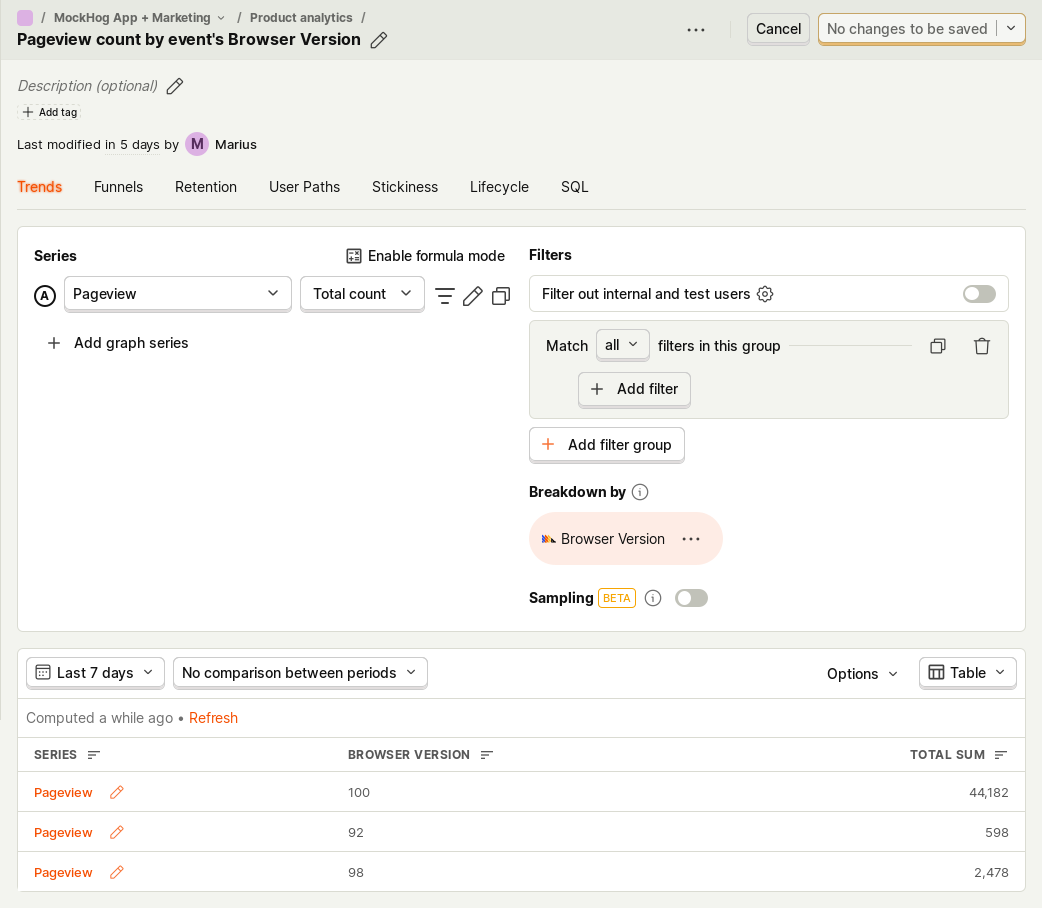 / MockHog App + Marketing / Product analytics /
Pageview count by event's Browser Version
Cancel
No changes to be saved
Description (optional)
Add tag
Last modified in 5 days by M Marius
Trends Funnels Retention User Paths Stickiness Lifecycle SQL
Series
Enable formula mode
A Pageview Total count
Add graph series
Filters
Filter out internal and test users
Match all filters in this group
Add filter
Add filter group
Breakdown by
Browser Version
Sampling BETA
Last 7 days No comparison between periods Options Table
Computed a while ago • Refresh
SERIES BROWSER VERSION TOTAL SUM
Pageview 100 44,182
Pageview 92 598
Pageview 98 2,478